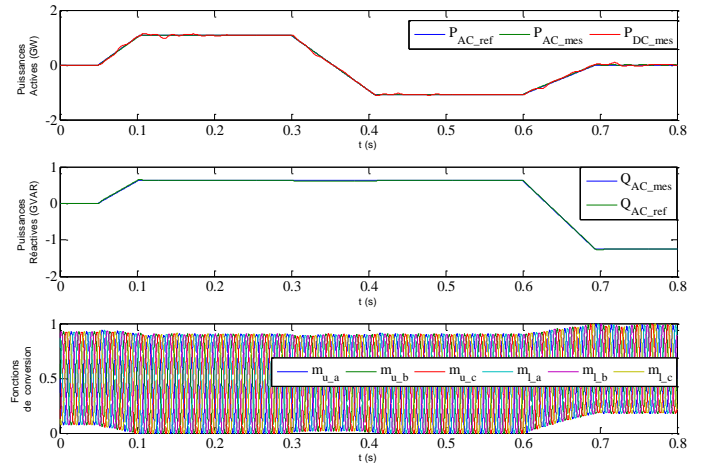 2
0
-2
Puissances
Actives (GW)
P_AC_ref P_AC_mes P_DC_mes
0 0.1 0.2 0.3 0.4 0.5 0.6 0.7 0.8
t (s)
1
0
-1
-2
Puissances
Réactives (GVAR)
Q_AC_mes
Q_AC_ref
0 0.1 0.2 0.3 0.4 0.5 0.6 0.7 0.8
t (s)
1
0.5
0
Fonctions
de conversion
m_u_a m_u_b m_u_c m_l_a m_l_b m_l_c
0 0.1 0.2 0.3 0.4 0.5 0.6 0.7 0.8
t (s)